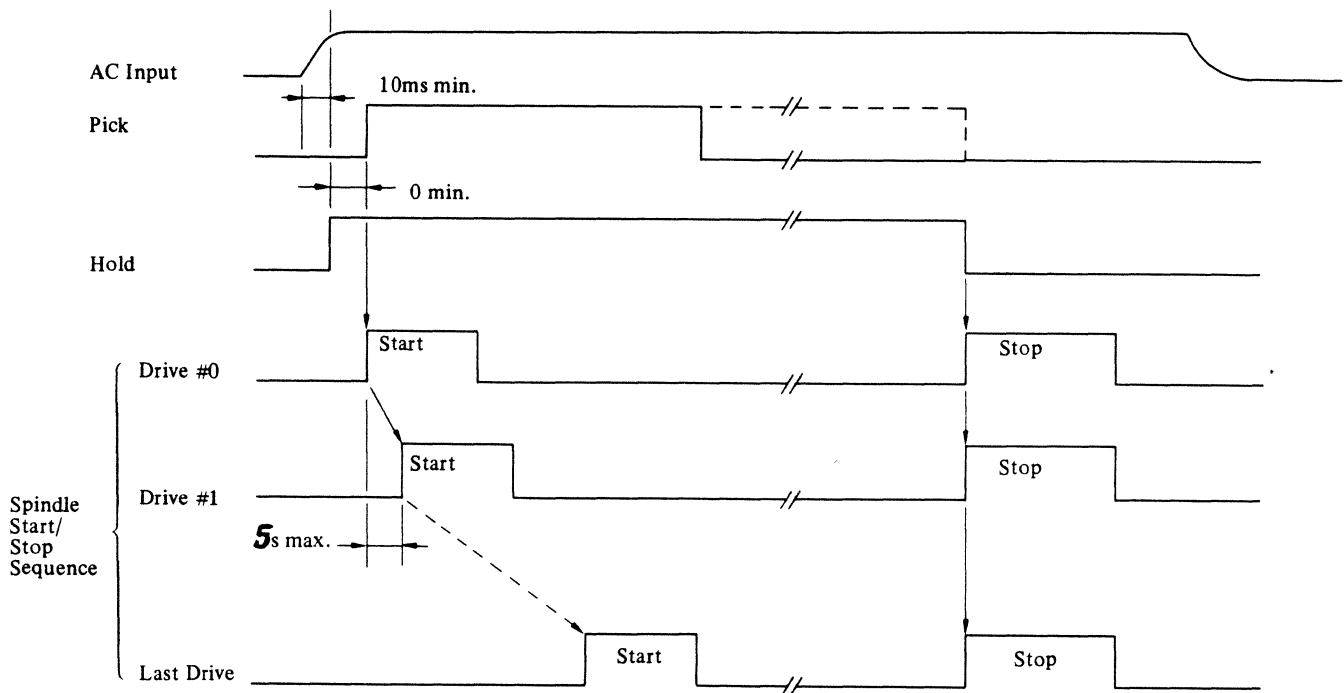 AC Input
10ms min.
Pick
0 min.
Hold
Start
Stop
Drive #0
Start
Stop
Drive #1
Spindle
Start/
Stop
Sequence
5s max.
Start
Stop
Last Drive